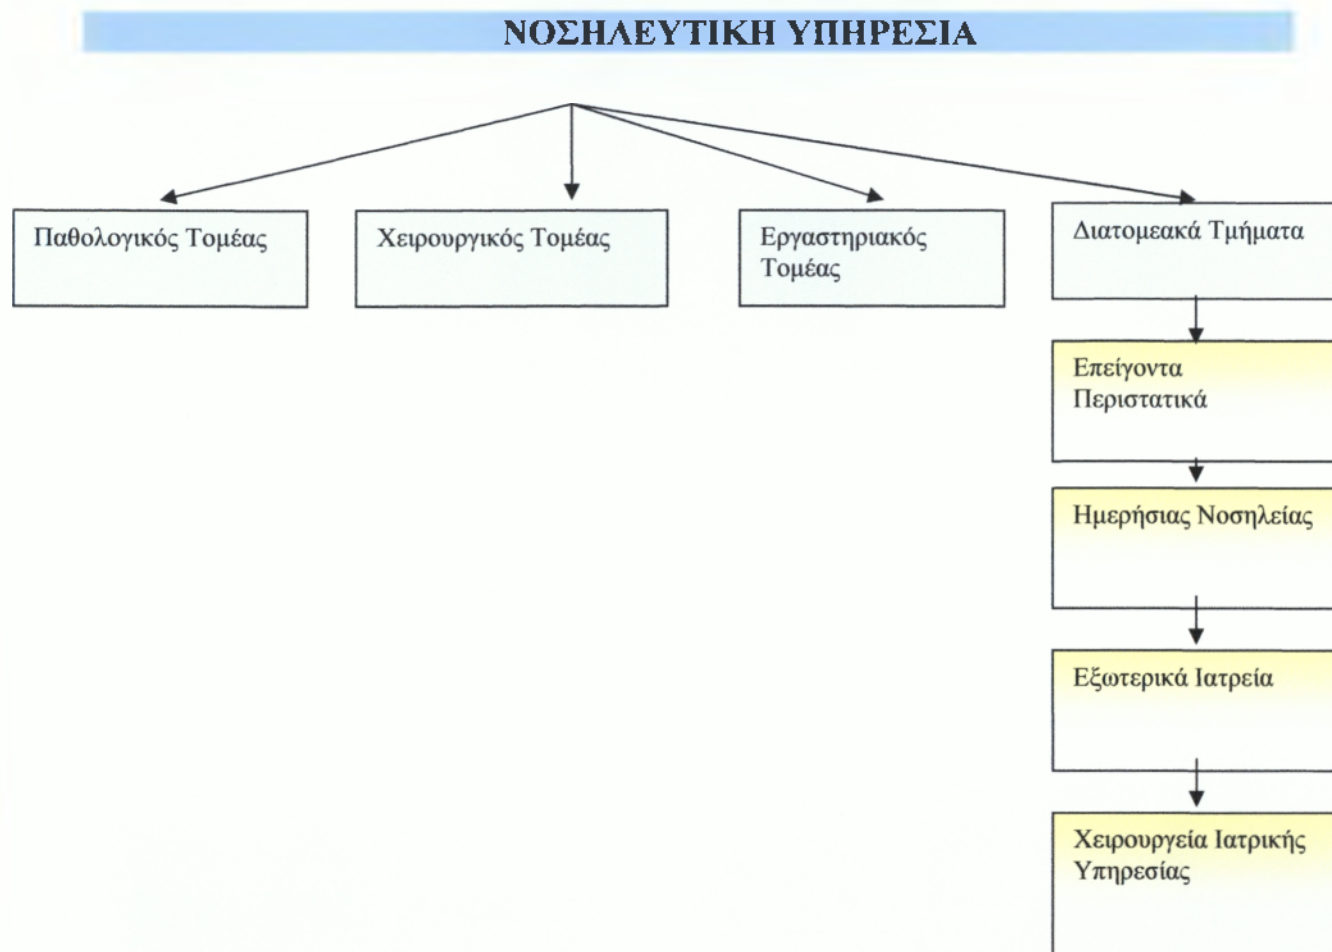 ΝΟΣΗΛΕΥΤΙΚΗ ΥΠΗΡΕΣΙΑ
Παθολογικός Τομέας
Χειρουργικός Τομέας
Εργαστηριακός
Τομέας
Διατομεακά Τμήματα
Επείγοντα
Περιστατικά
Ημερήσιας Νοσηλείας
Εξωτερικά Ιατρεία
Χειρουργεία Ιατρικής
Υπηρεσίας